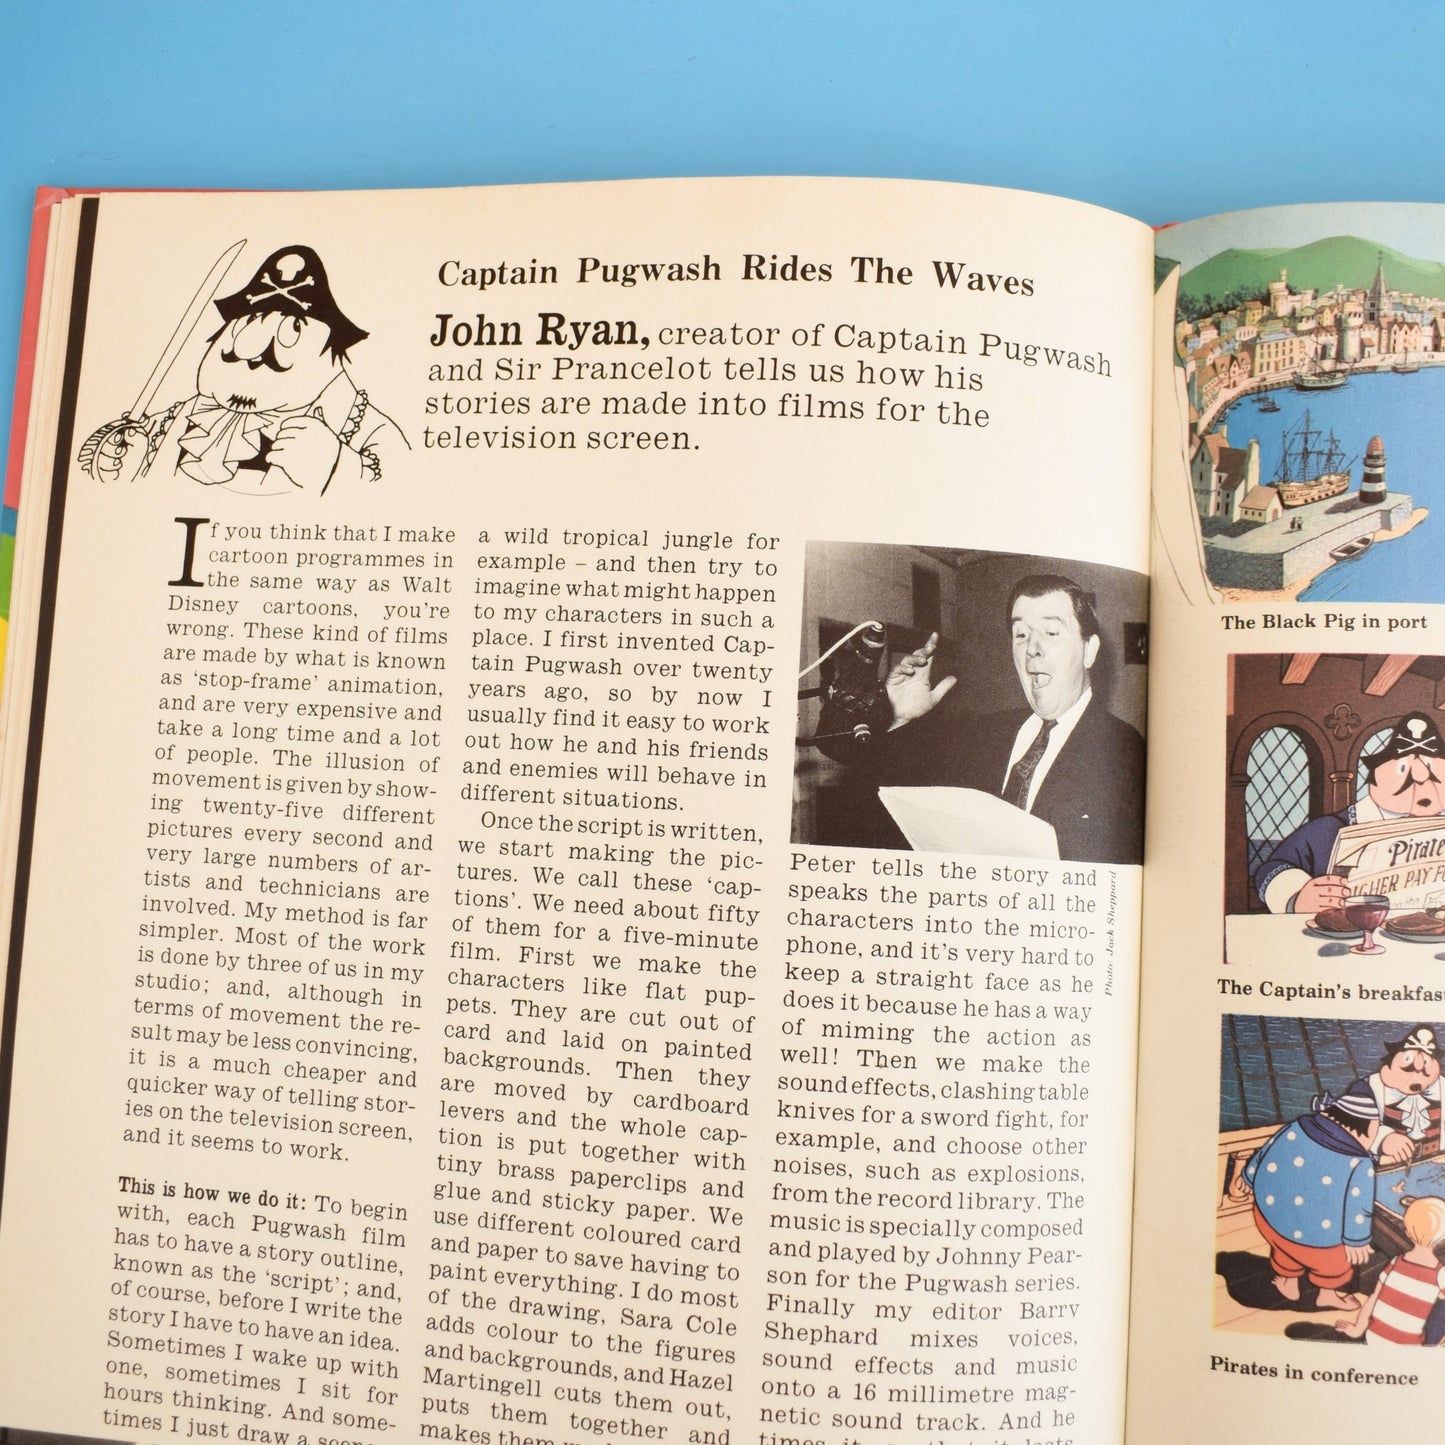 Captain Pugwash Rides The Waves
John Ryan, creator of Captain Pugwash
and Sir Prancelot tells us how his
stories are made into films for the
television screen.
If you think that I make
cartoon programmes in
the same way as Walt
Disney cartoons, you're
wrong. These kind of films
are made by what is known
as 'stop-frame' animation,
and are very expensive and
take a long time and a lot
of people. The illusion of
movement is given by show-
ing twenty-five different
pictures every second and
very large numbers of ar-
tists and technicians are
involved. My method is far
simpler. Most of the work
is done by three of us in my
studio; and, although in
terms of movement the re-
sult may be less convincing,
it is a much cheaper and
quicker way of telling stor-
ies on the television screen,
and it seems to work.
This is how we do it: To begin
with, each Pugwash film
has to have a story outline,
known as the 'script'; and,
of course, before I write the
story I have to have an idea.
Sometimes I wake up with
one, sometimes I sit for
hours thinking. And some-
times I just draw a scene,
a wild tropical jungle for
example – and then try to
imagine what might happen
to my characters in such a
place. I first invented Cap-
tain Pugwash over twenty
years ago, so by now I
usually find it easy to work
out how he and his friends
and enemies will behave in
different situations.
Once the script is written,
we start making the pic-
tures. We call these 'cap-
tions'. We need about fifty
of them for a five-minute
film. First we make the
characters like flat pup-
pets. They are cut out of
card and laid on painted
backgrounds. Then they
are moved by cardboard
levers and the whole cap-
tion is put together with
tiny brass paperclips and
glue and sticky paper. We
use different coloured card
and paper to save having to
paint everything. I do most
of the drawing, Sara Cole
adds colour to the figures
and backgrounds, and Hazel
Martingell cuts them out,
puts them together and
makes them
Peter tells the story and
speaks the parts of all the
characters into the micro-
phone, and it's very hard to
keep a straight face as he
does it because he has a way
of miming the action as
well! Then we make the
sound effects, clashing table
knives for a sword fight, for
example, and choose other
noises, such as explosions,
from the record library. The
music is specially composed
and played by Johnny Pear-
son for the Pugwash series.
Finally my editor Barry
Shephard mixes voices,
sound effects and music
onto a 16 millimetre mag-
netic sound track. And he
times it so that it lasts
Photo: Jack Sheppard
The Black Pig in port
Pirate
HIGHER PAY FO
The Captain's breakfast
Pirates in conference